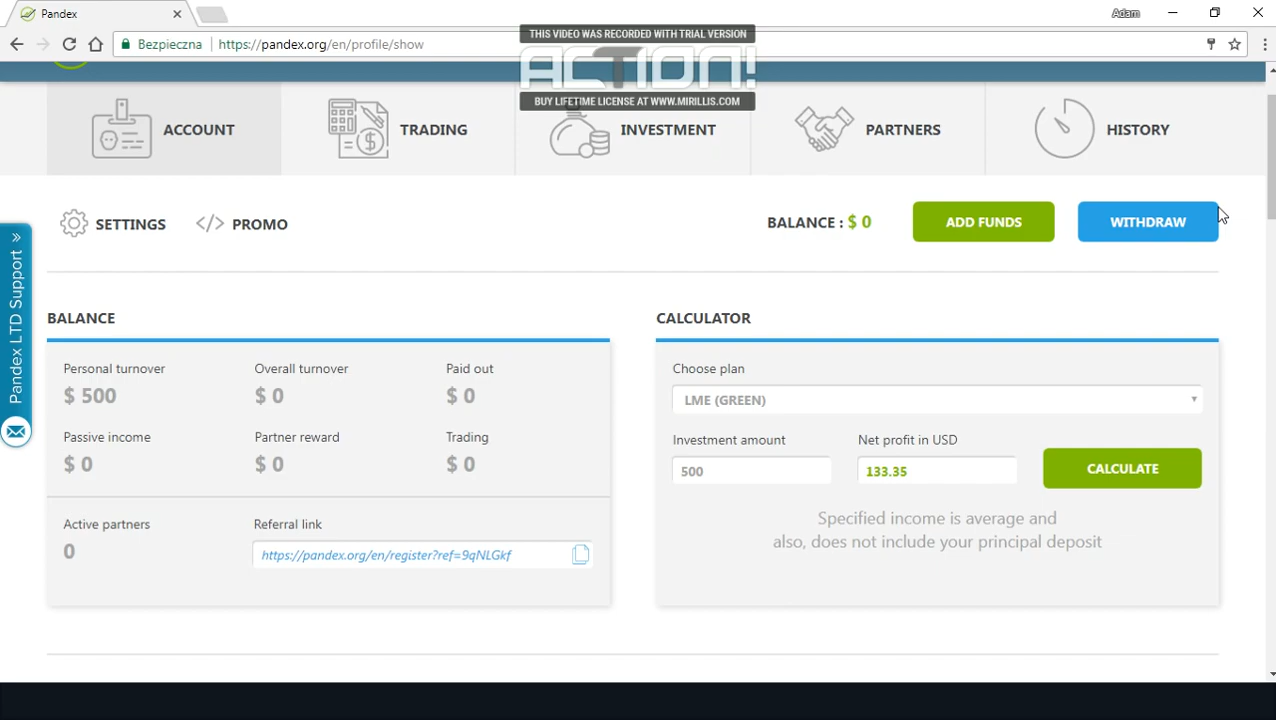 Pandex
Adam
Bezpieczna
https://pandex.org/en/profile/show
THIS VIDEO WAS RECORDED WITH TRIAL VERSION
ACTION!
BUY LIFETIME LICENSE AT WWW.MIRILLIS.COM
ACCOUNT
TRADING
INVESTMENT
PARTNERS
HISTORY
SETTINGS
PROMO
BALANCE : $ 0
ADD FUNDS
WITHDRAW
Pandex LTD Support »
BALANCE
Personal turnover
Overall turnover
Paid out
$ 500
$ 0
$ 0
Passive income
Partner reward
Trading
$ 0
$ 0
$ 0
Active partners
Referral link
0
https://pandex.org/en/register?ref=9qNLGkf
CALCULATOR
Choose plan
LME (GREEN)
Investment amount
Net profit in USD
500
133.35
CALCULATE
Specified income is average and
also, does not include your principal deposit